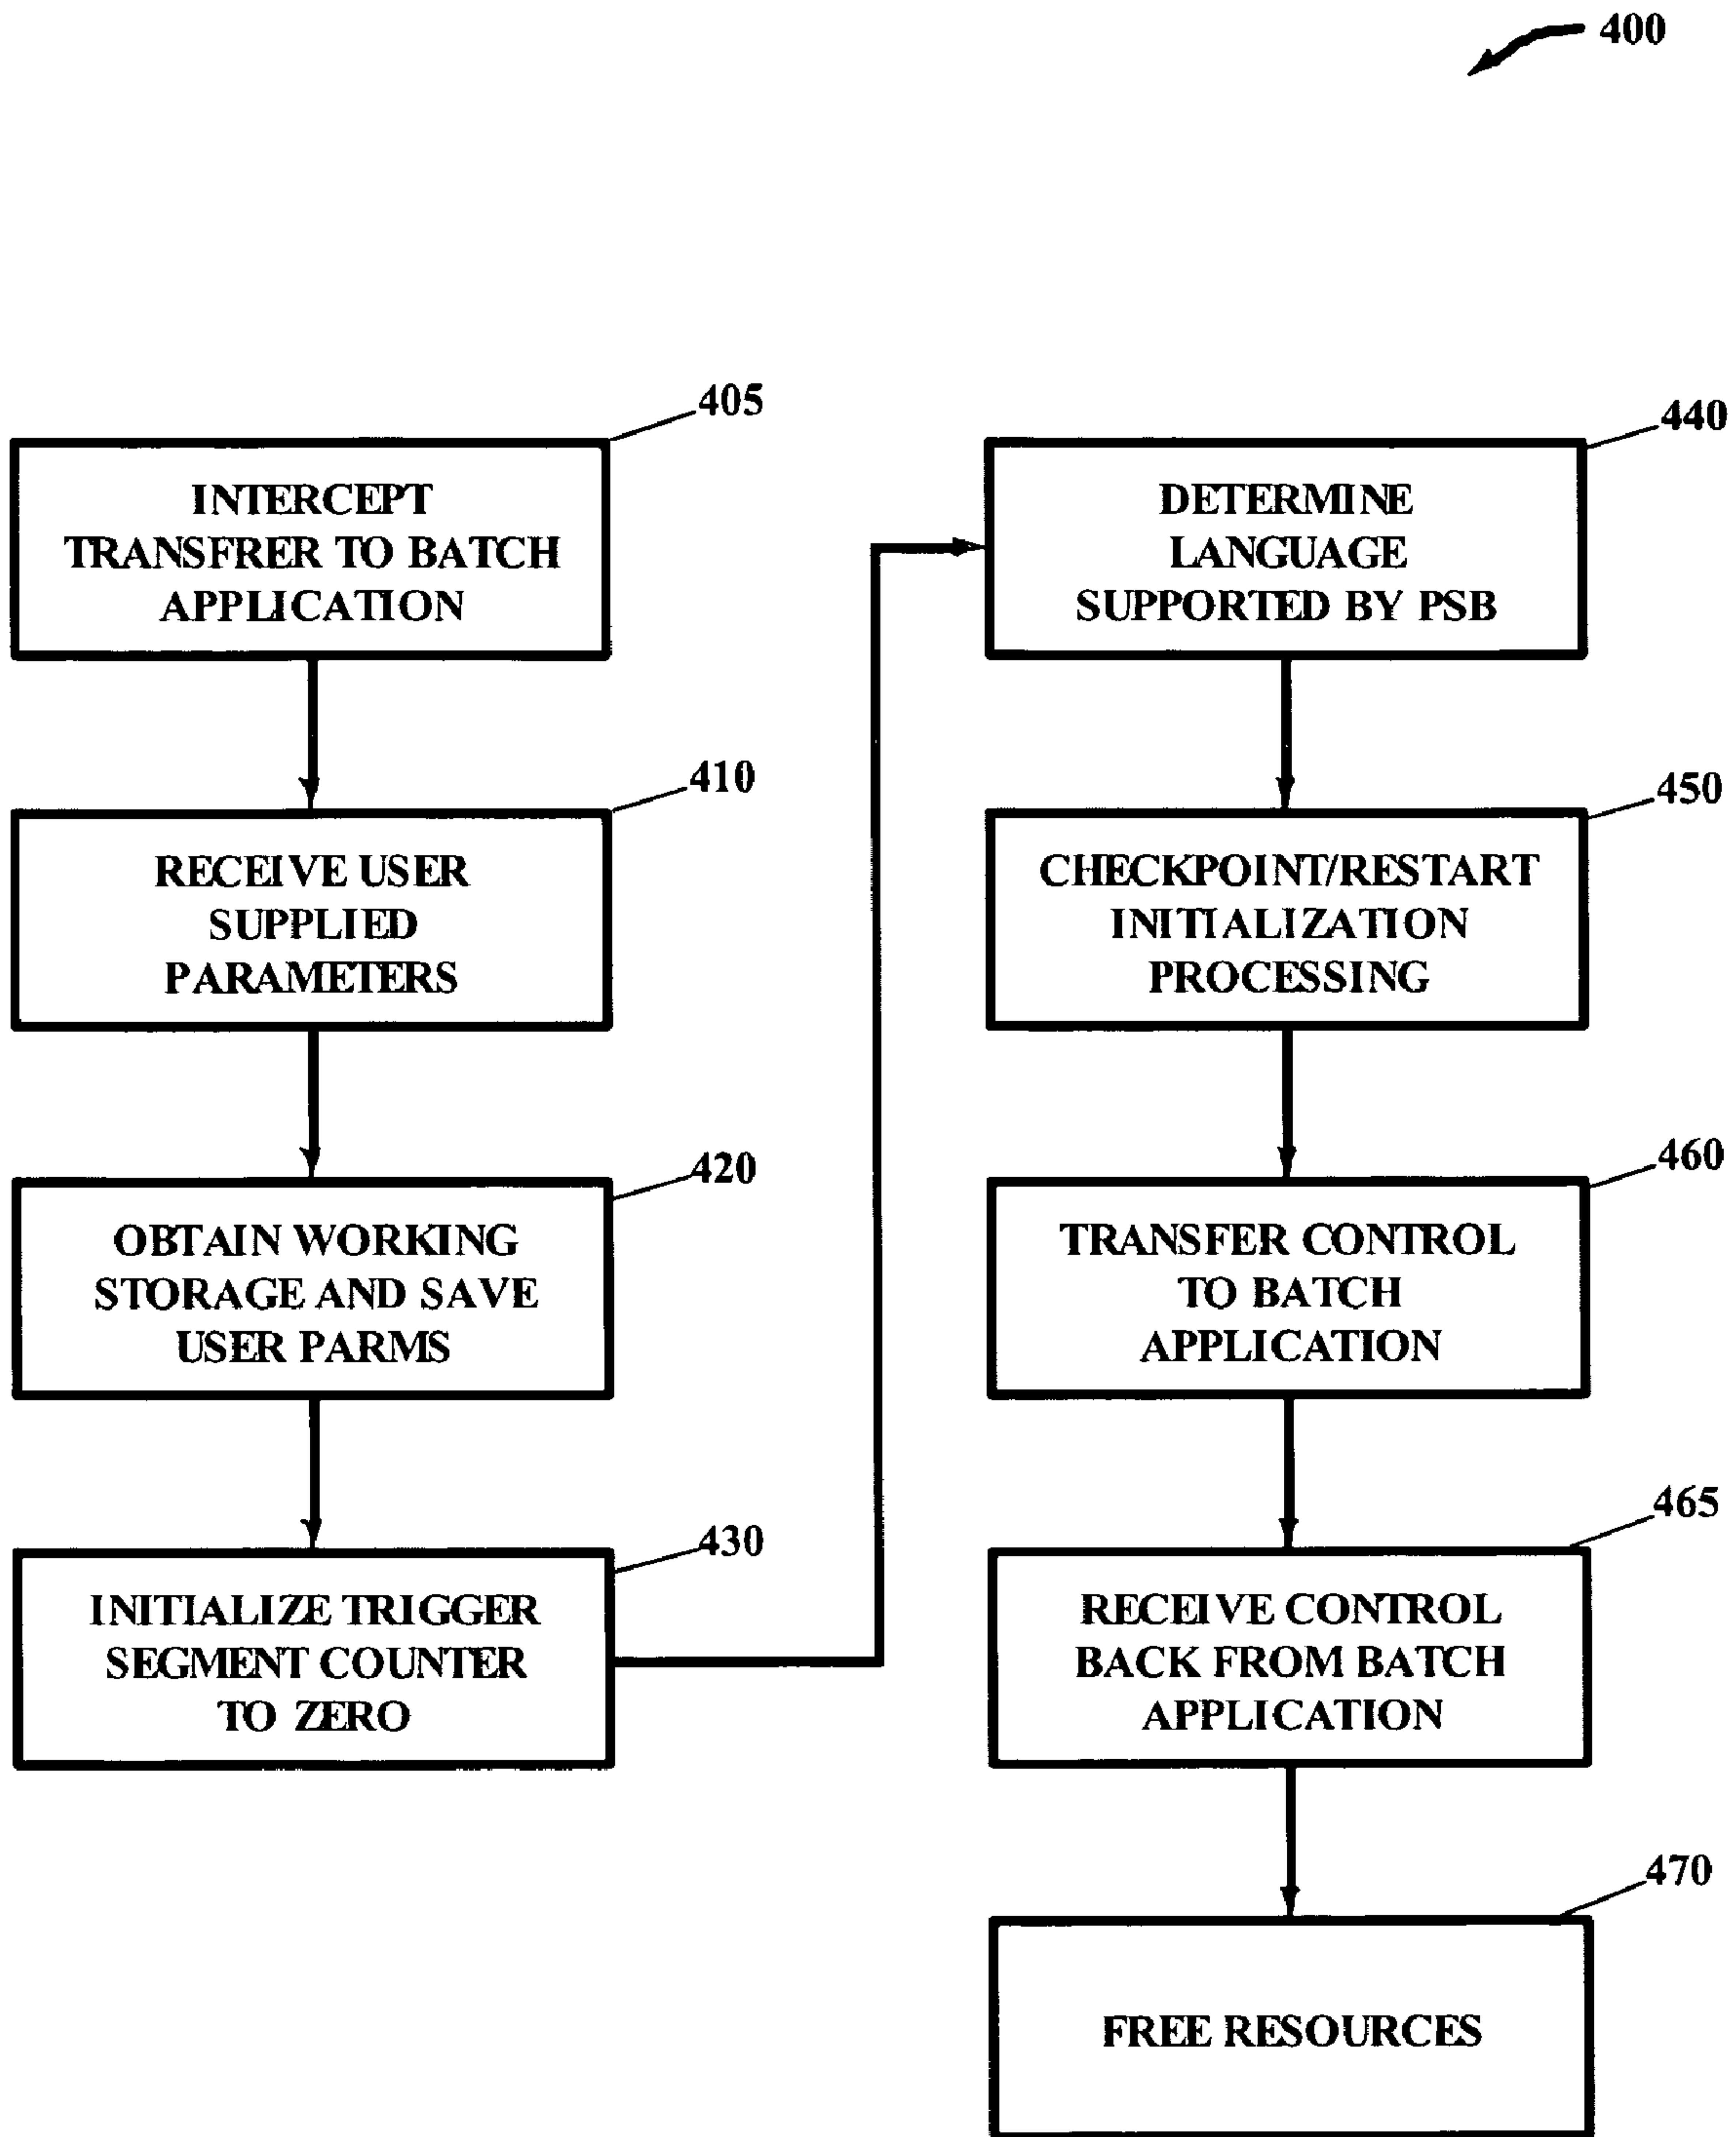 400
405
INTERCEPT
TRANSFRER TO BATCH
APPLICATION
410
RECEIVE USER
SUPPLIED
PARAMETERS
420
OBTAIN WORKING
STORAGE AND SAVE
USER PARMS
430
INITIALIZE TRIGGER
SEGMENT COUNTER
TO ZERO
440
DETERMINE
LANGUAGE
SUPPORTED BY PSB
450
CHECKPOINT/RESTART
INITIALIZATION
PROCESSING
460
TRANSFER CONTROL
TO BATCH
APPLICATION
465
RECEIVE CONTROL
BACK FROM BATCH
APPLICATION
470
FREE RESOURCES